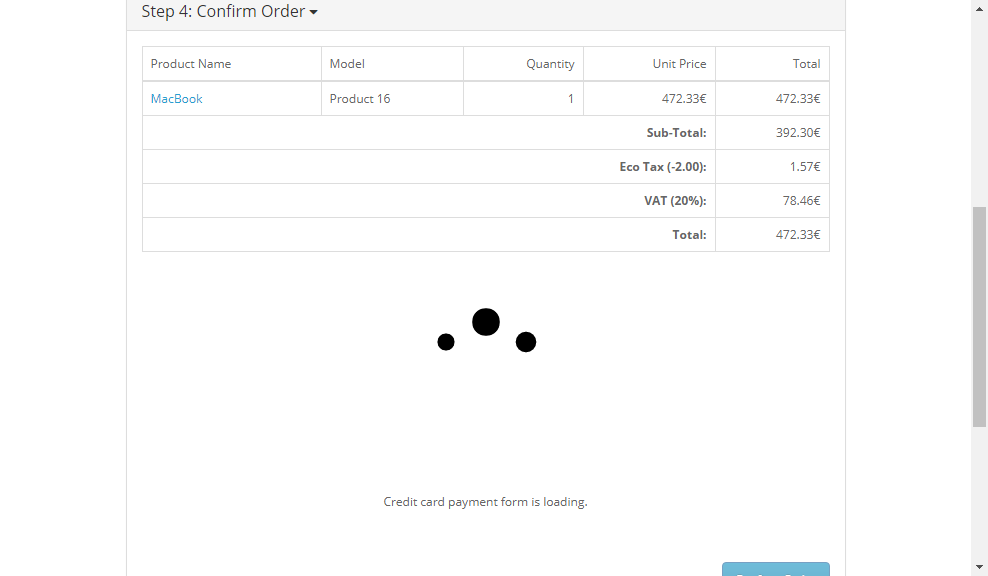 Step 4: Confirm Order
Product Name Model Quantity Unit Price Total
MacBook Product 16 1 472.33€ 472.33€
Sub-Total: 392.30€
Eco Tax (-2.00): 1.57€
VAT (20%): 78.46€
Total: 472.33€
Credit card payment form is loading.